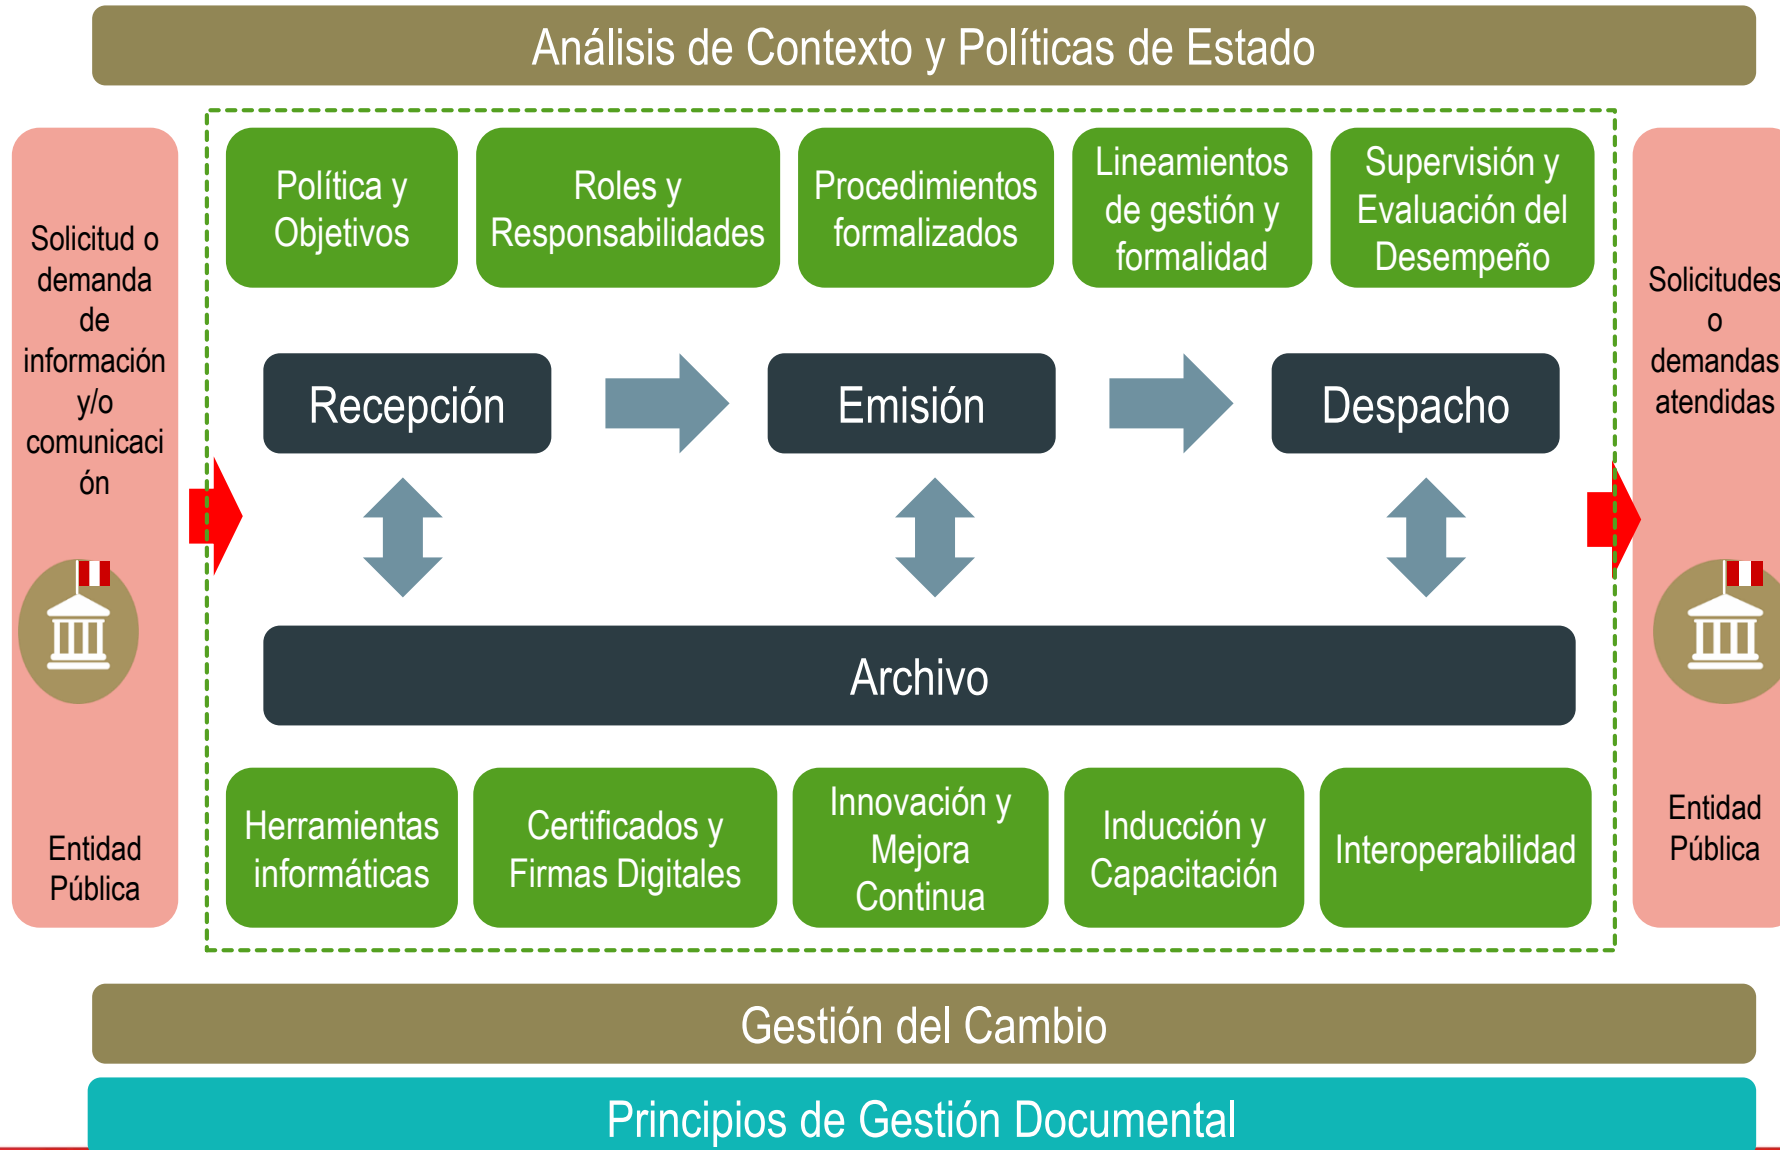 Análisis de Contexto y Políticas de Estado
Solicitud o
demanda
de
información
y/o
comunicaci
ón
Entidad
Pública
Política y
Objetivos
Roles y
Responsabilidades
Procedimientos
formalizados
Lineamientos
de gestión y
formalidad
Supervisión y
Evaluación del
Desempeño
Recepción
Emisión
Despacho
Archivo
Herramientas
informáticas
Certificados y
Firmas Digitales
Innovación y
Mejora
Continua
Inducción y
Capacitación
Interoperabilidad
Solicitudes
o
demandas
atendidas
Entidad
Pública
Gestión del Cambio
Principios de Gestión Documental